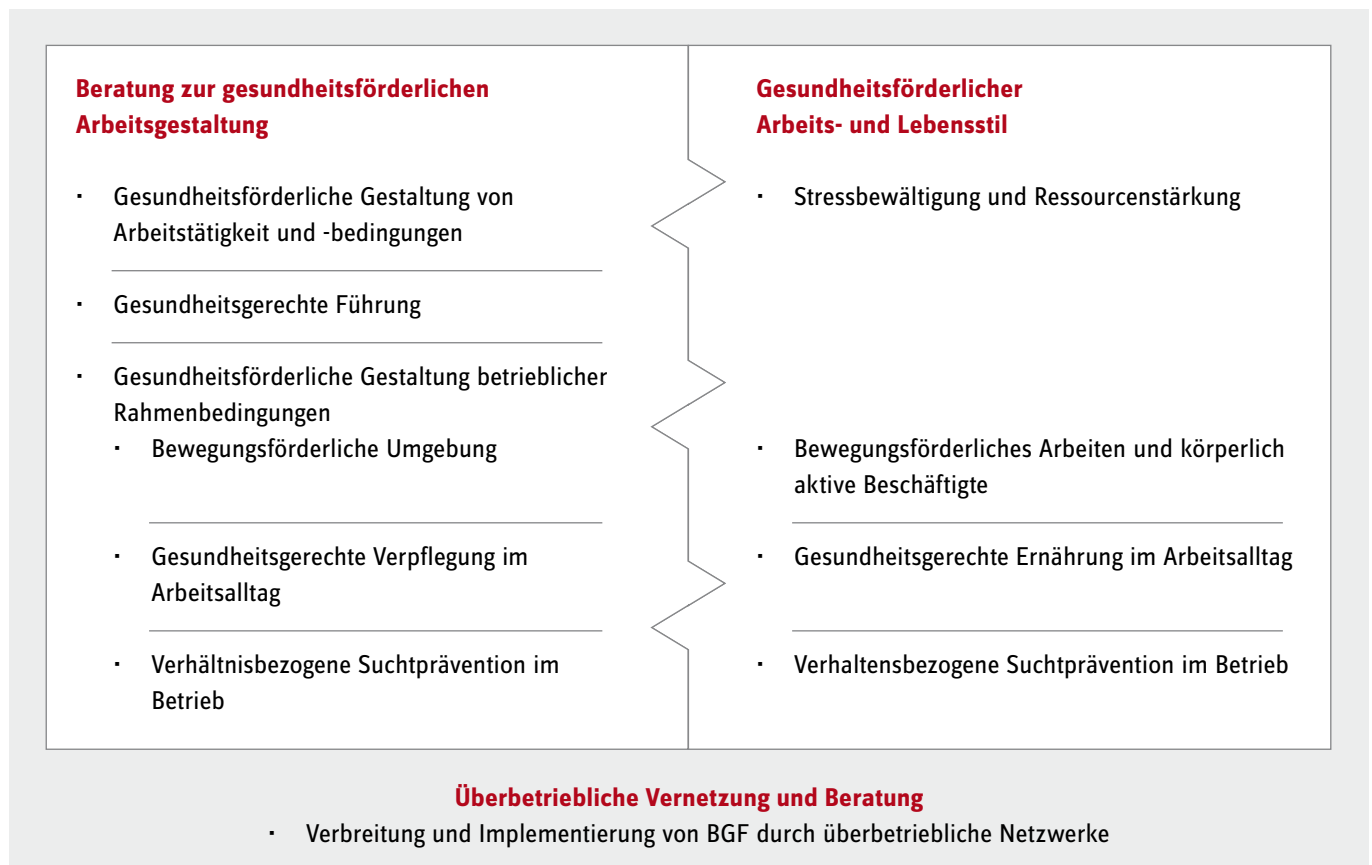 Beratung zur gesundheitsförderlichen
Arbeitsgestaltung
· Gesundheitsförderliche Gestaltung von
Arbeitstätigkeit und -bedingungen
· Gesundheitsgerechte Führung
· Gesundheitsförderliche Gestaltung betrieblicher
Rahmenbedingungen
· Bewegungsförderliche Umgebung
· Gesundheitsgerechte Verpflegung im
Arbeitsalltag
· Verhältnisbezogene Suchtprävention im
Betrieb
Gesundheitsförderlicher
Arbeits- und Lebensstil
· Stressbewältigung und Ressourcenstärkung
· Bewegungsförderliches Arbeiten und körperlich
aktive Beschäftigte
· Gesundheitsgerechte Ernährung im Arbeitsalltag
· Verhaltensbezogene Suchtprävention im Betrieb
Überbetriebliche Vernetzung und Beratung
· Verbreitung und Implementierung von BGF durch überbetriebliche Netzwerke